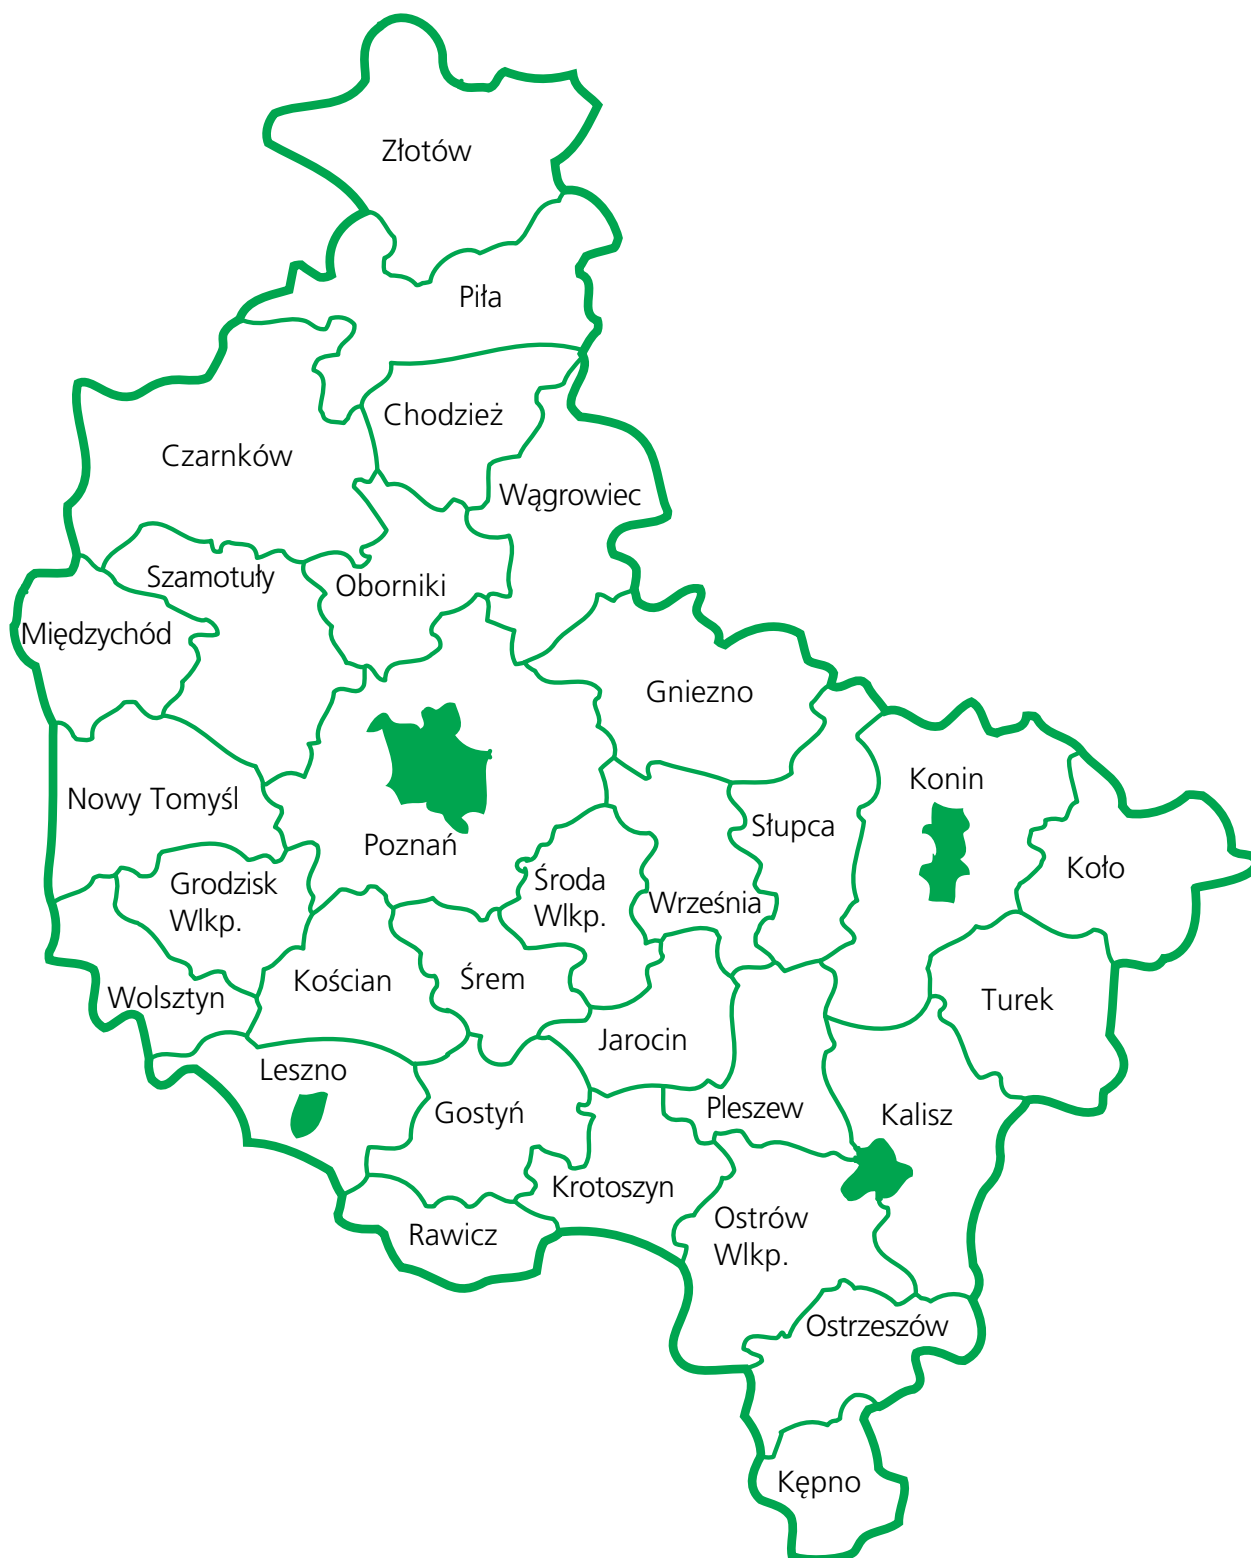 Złotów
Piła
Chodzież
Czarnków
Wągrowiec
Szamotuły
Oborniki
Międzychód
Gniezno
Konin
Nowy Tomyśl
Słupca
Poznań
Koło
Grodzisk
Wlkp.
Środa
Wlkp.
Września
Kościan
Śrem
Wolsztyn
Turek
Jarocin
Leszno
Gostyń
Pleszew
Kalisz
Krotoszyn
Rawicz
Ostrów
Wlkp.
Ostrzeszów
Kępno